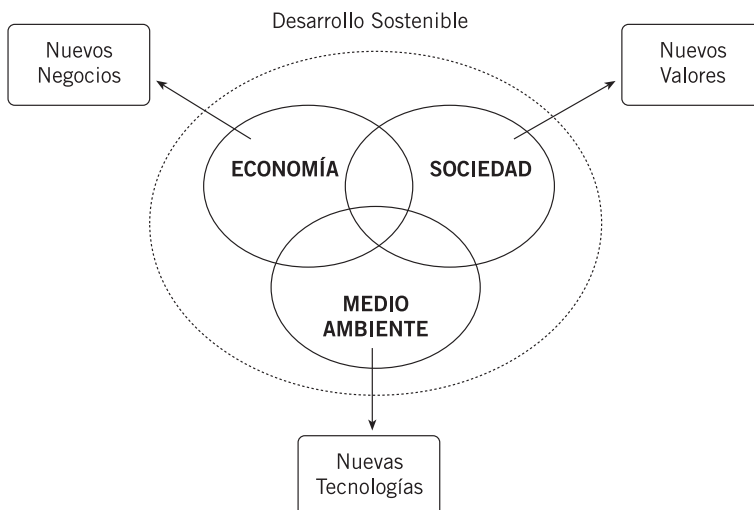 Desarrollo Sostenible
Nuevos
Negocios
Nuevos
Valores
ECONOMÍA
SOCIEDAD
MEDIO
AMBIENTE
Nuevas
Tecnologías